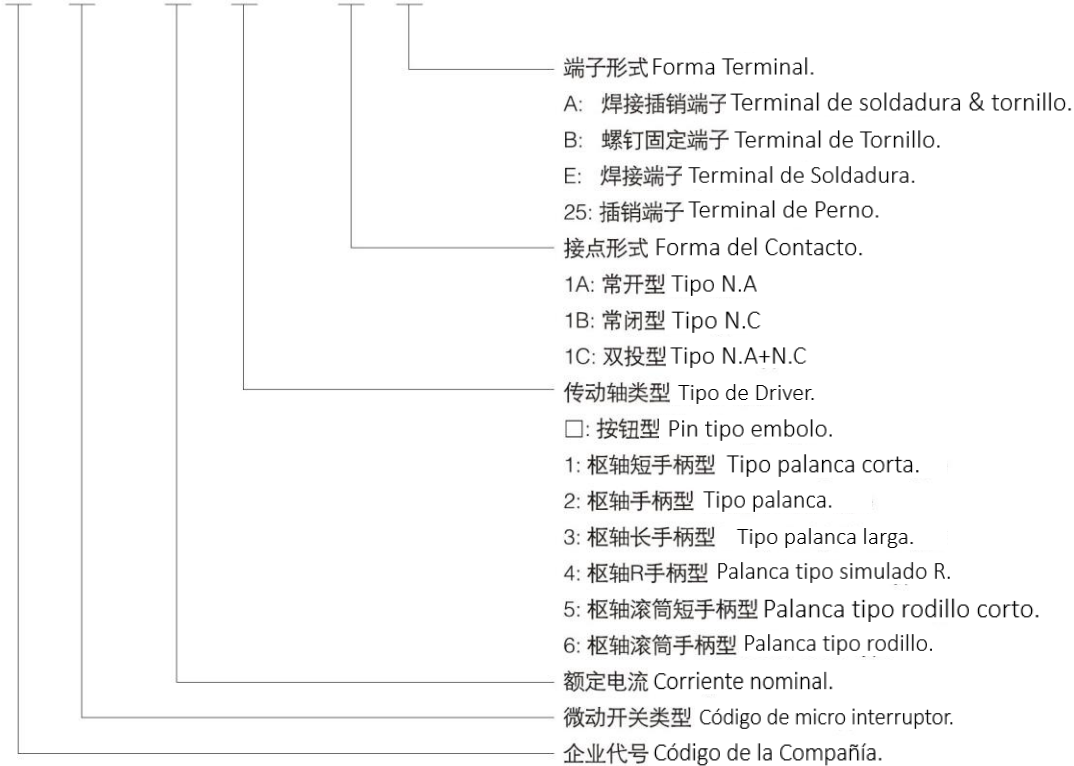 端子形式 Forma Terminal.
A: 焊接插销端子 Terminal de soldadura & tornillo.
B: 螺钉固定端子 Terminal de Tornillo.
E: 焊接端子 Terminal de Soldadura.
25: 插销端子 Terminal de Perno.
接点形式 Forma del Contacto.
1A: 常开型 Tipo N.A
1B: 常闭型 Tipo N.C
1C: 双投型 Tipo N.A+N.C
传动轴类型 Tipo de Driver.
□: 按钮型 Pin tipo embolo.
1: 枢轴短手柄型 Tipo palanca corta.
2: 枢轴手柄型 Tipo palanca.
3: 枢轴长手柄型 Tipo palanca larga.
4: 枢轴R手柄型 Palanca tipo simulado R.
5: 枢轴滚筒短手柄型 Palanca tipo rodillo corto.
6: 枢轴滚筒手柄型 Palanca tipo rodillo.
额定电流 Corriente nominal.
微动开关类型 Código de micro interruptor.
企业代号 Código de la Compañía.